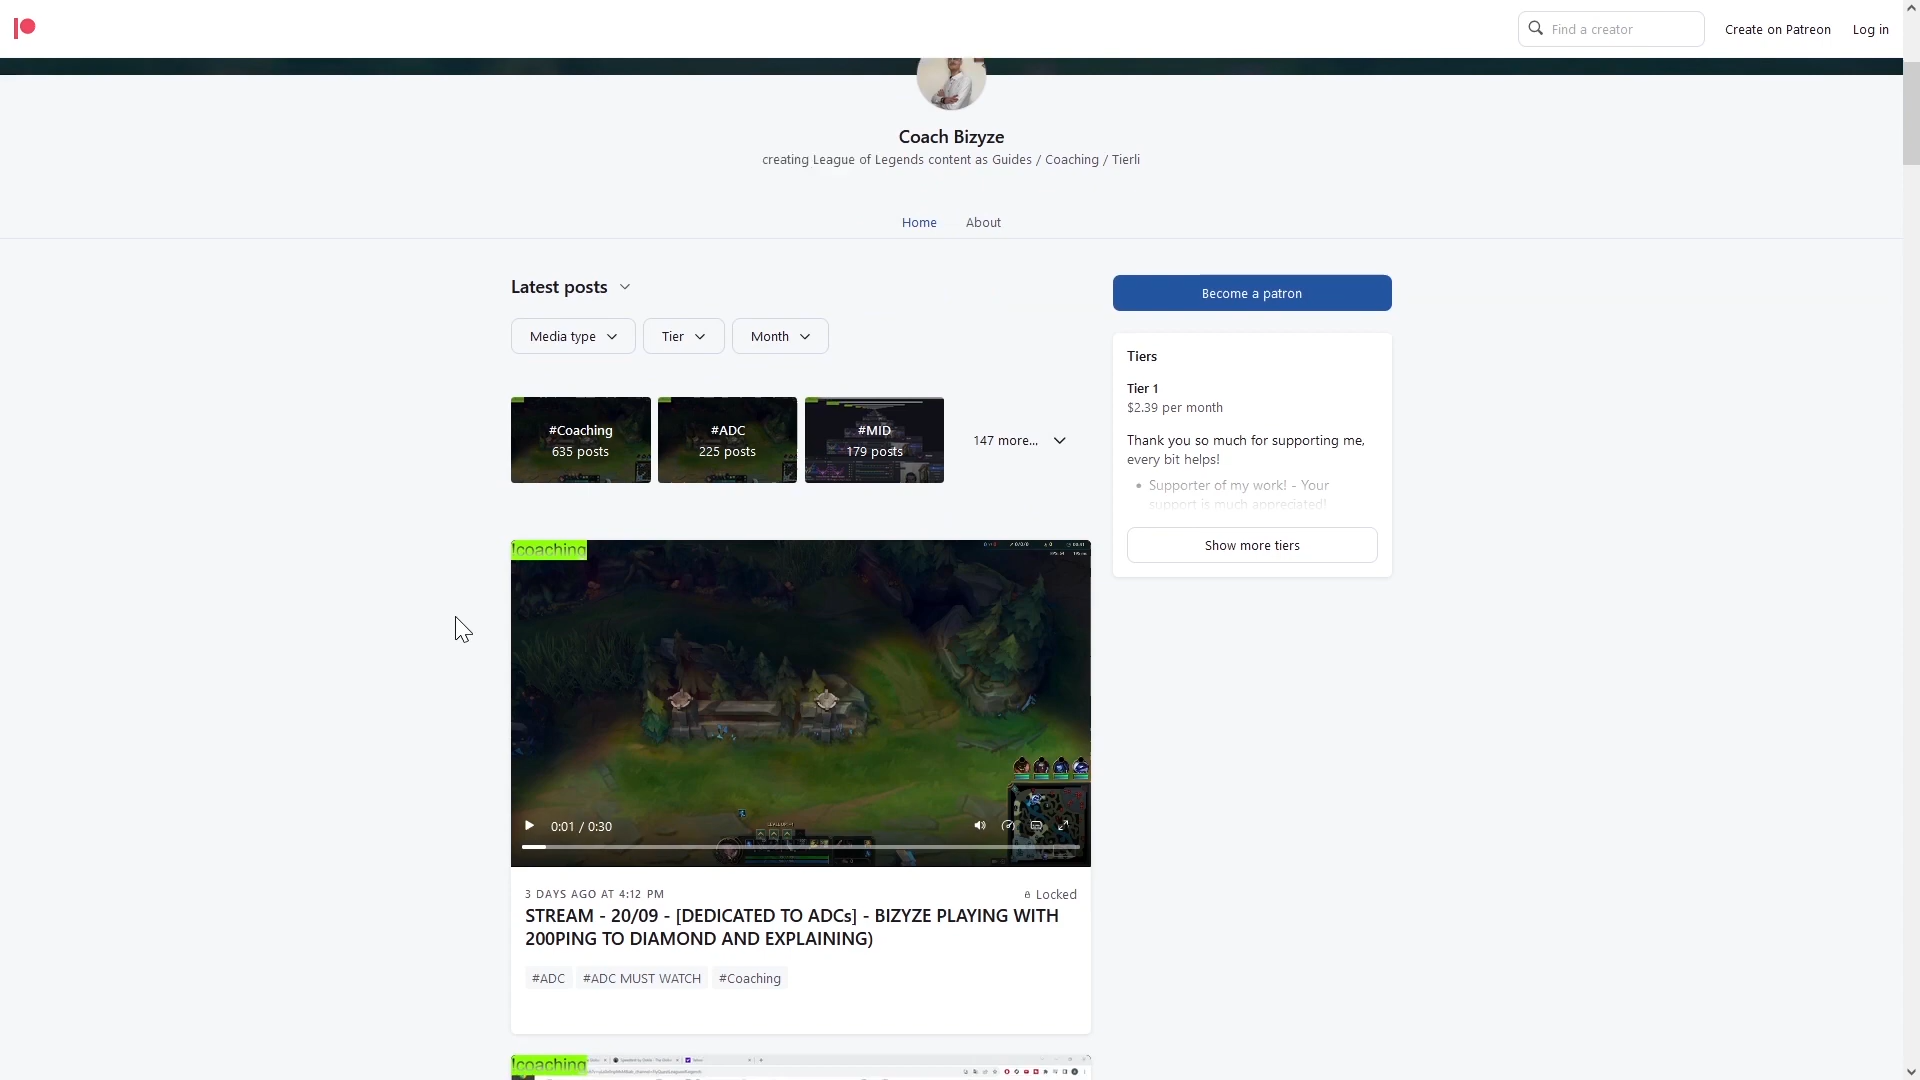 Find a creator
Create on Patreon
Log in
Coach Bizyze
creating League of Legends content as Guides / Coaching / Tierli
Home
About
Latest posts
Become a patron
Media type
Tier
Month
Tiers
Tier 1
$2.39 per month
Thank you so much for supporting me,
every bit helps!
• Supporter of my work! - Your
support is much appreciated!
Show more tiers
#Coaching
635 posts
#ADC
225 posts
#MID
179 posts
147 more...
!coaching
0:01 / 0:30
3 DAYS AGO AT 4:12 PM
Locked
STREAM - 20/09 - [DEDICATED TO ADCs] - BIZYZE PLAYING WITH
200PING TO DIAMOND AND EXPLAINING)
#ADC
#ADC MUST WATCH
#Coaching
!coaching